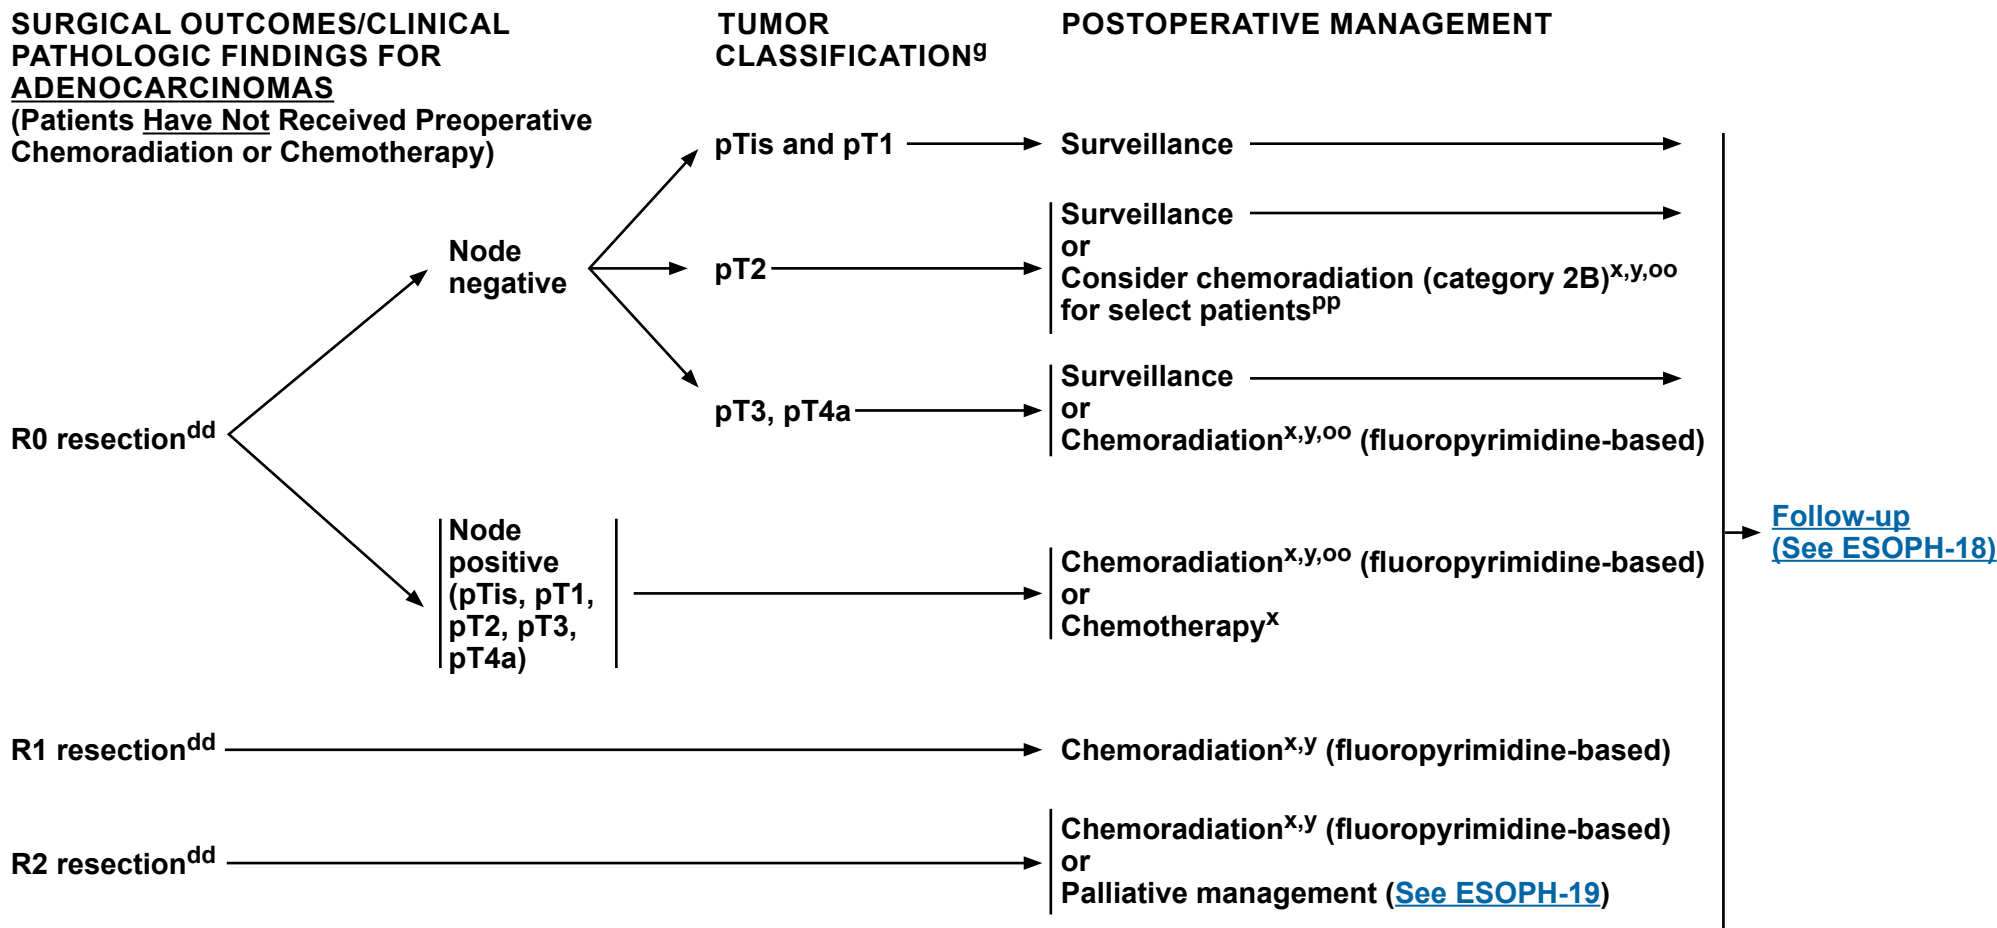 SURGICAL OUTCOMES/CLINICAL
PATHOLOGIC FINDINGS FOR
ADENOCARCINOMAS
(Patients Have Not Received Preoperative
Chemoradiation or Chemotherapy)
TUMOR
CLASSIFICATIONg
POSTOPERATIVE MANAGEMENT
R0 resectiondd
Node
negative
pTis and pT1
Surveillance
pT2
Surveillance
or
Consider chemoradiation (category 2B)x,y,oo
for select patientspp
pT3, pT4a
Surveillance
or
Chemoradiationx,y,oo (fluoropyrimidine-based)
Node
positive
(pTis, pT1,
pT2, pT3,
pT4a)
Chemoradiationx,y,oo (fluoropyrimidine-based)
or
Chemotherapyx
R1 resectiondd
Chemoradiationx,y (fluoropyrimidine-based)
R2 resectiondd
Chemoradiationx,y (fluoropyrimidine-based)
or
Palliative management (See ESOPH-19)
Follow-up
(See ESOPH-18)